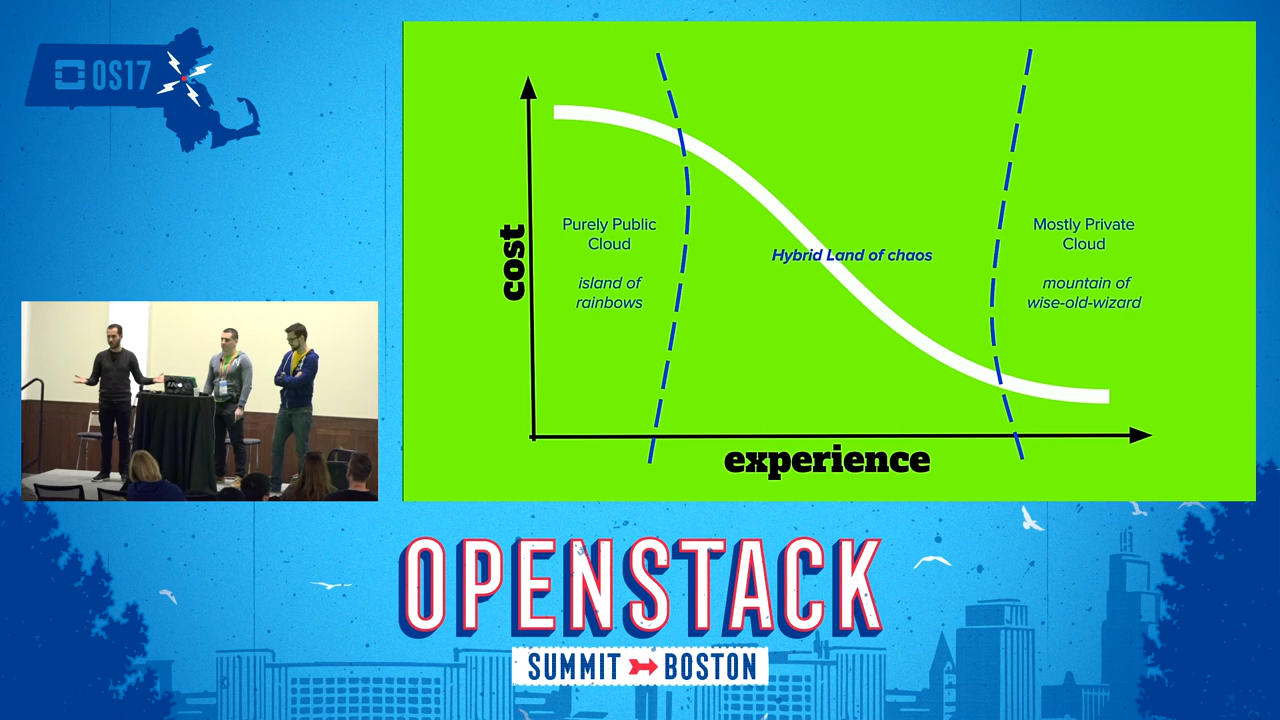 OS17
cost
Purely Public
Cloud
island of
rainbows
Hybrid Land of chaos
Mostly Private
Cloud
mountain of
wise-old-wizard
experience
OPENSTACK
SUMMIT BOSTON